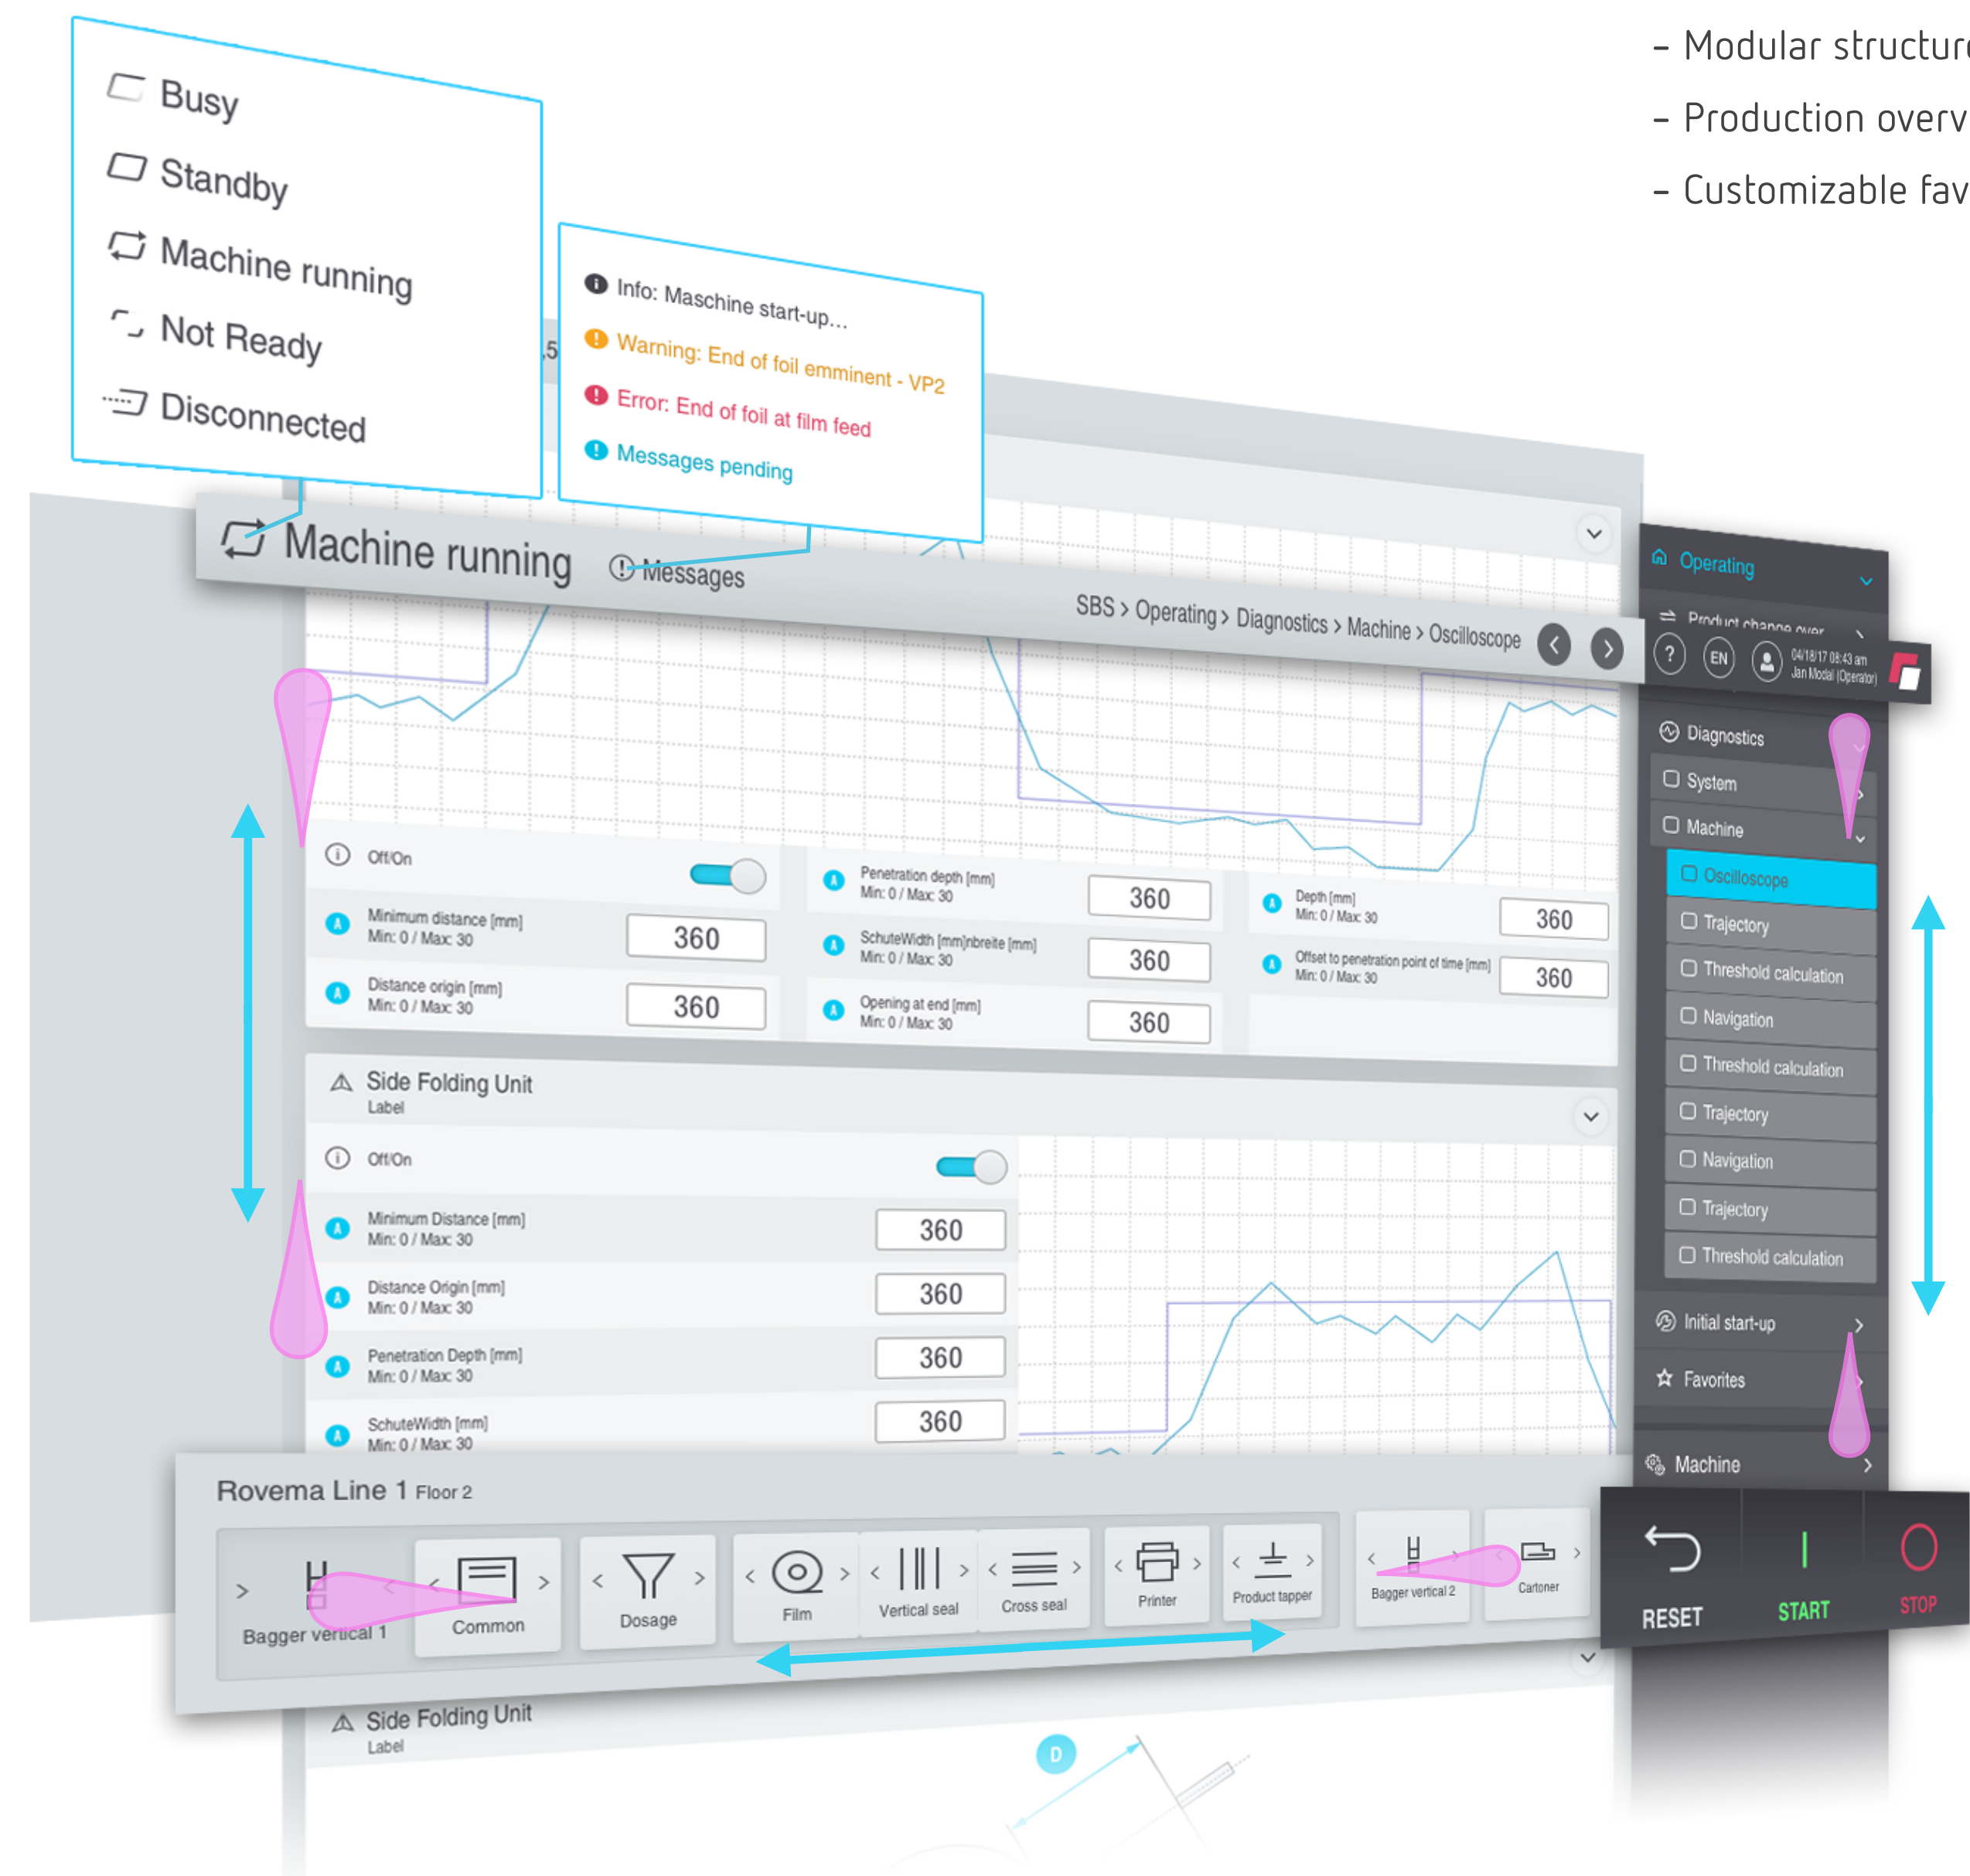 - Modular structure
- Production overv
- Customizable fav
Busy
Standby
Machine running
Not Ready
Disconnected
,5
Info: Maschine start-up...
Warning: End of foil emminent - VP2
Error: End of foil at film feed
Messages pending
Machine running
Messages
SBS > Operating > Diagnostics > Machine > Oscilloscope
Operating
Product change over
?
EN
04/18/17 08:43 am
Jan Modal (Operator)
Diagnostics
System
Machine
Oscilloscope
Trajectory
Threshold calculation
Navigation
Threshold calculation
Trajectory
Navigation
Trajectory
Threshold calculation
Initial start-up
Favorites
Machine
Off/On
A
Minimum distance [mm]
Min: 0 / Max: 30
360
A
Distance origin [mm]
Min: 0 / Max: 30
360
A
Penetration depth [mm]
Min: 0 / Max: 30
360
A
SchuteWidth [mm]nbreite [mm]
Min: 0 / Max: 30
360
A
Opening at end [mm]
Min: 0 / Max: 30
360
A
Depth [mm]
Min: 0 / Max: 30
360
A
Offset to penetration point of time [mm]
Min: 0 / Max: 30
360
Side Folding Unit
Label
Off/On
A
Minimum Distance [mm]
Min: 0 / Max: 30
360
A
Distance Origin [mm]
Min: 0 / Max: 30
360
A
Penetration Depth [mm]
Min: 0 / Max: 30
360
A
SchuteWidth [mm]
Min: 0 / Max: 30
360
Rovema Line 1 Floor 2
Bagger vertical 1
Common
Dosage
Film
Vertical seal
Cross seal
Printer
Product tapper
Bagger vertical 2
Cartoner
RESET
START
STOP
Side Folding Unit
Label
D